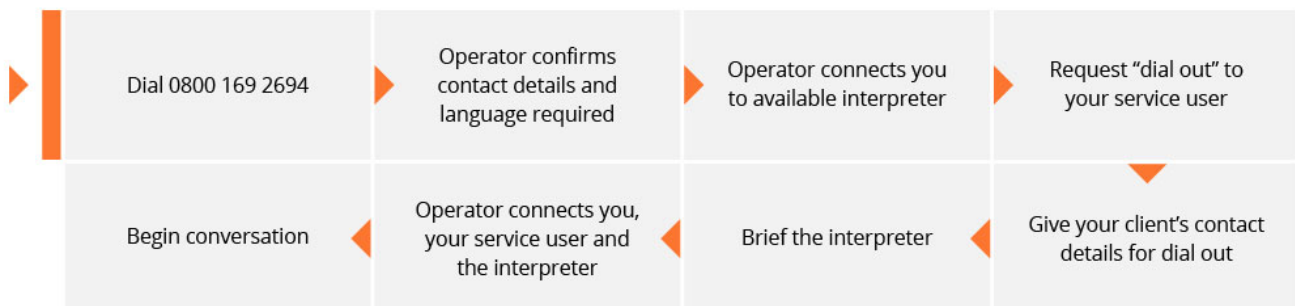 Dial 0800 169 2694
Operator confirms
contact details and
language required
Operator connects you
to available interpreter
Request “dial out” to
your service user
Give your client’s contact
details for dial out
Brief the interpreter
Operator connects you,
your service user and
the interpreter
Begin conversation